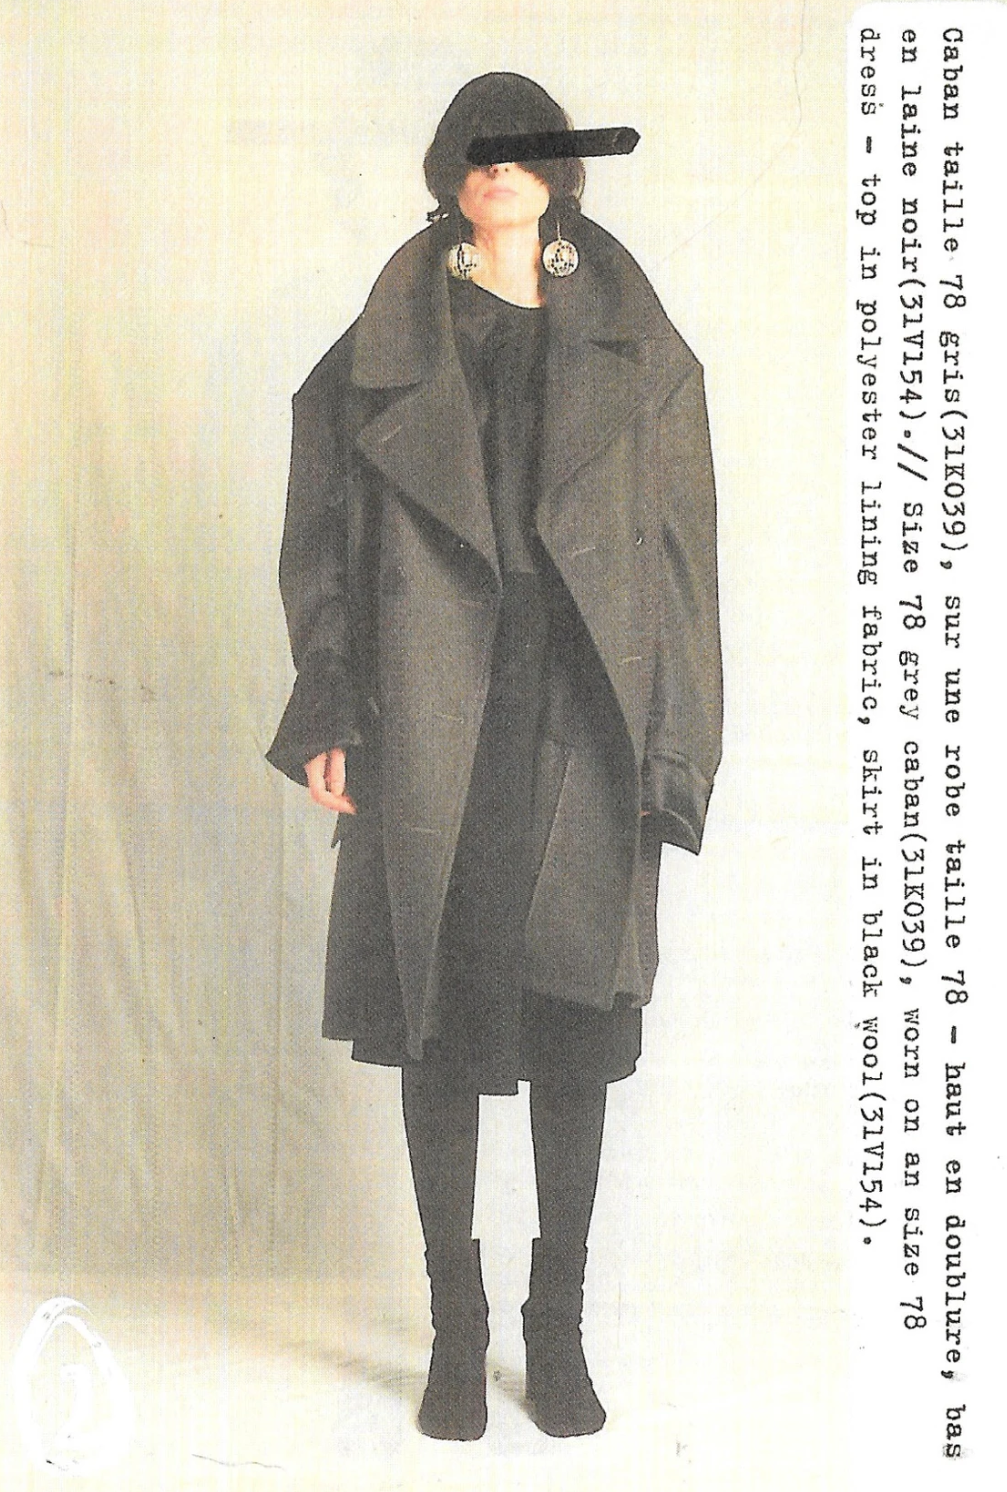 Caban taille 78 gris(31K039), sur une robe taille 78 - haut en doublure, bas
en laine noir(31V154).// Size 78 grey caban(31K039), worn on an size 78
dress - top in polyester lining fabric, skirt in black wool(31V154).